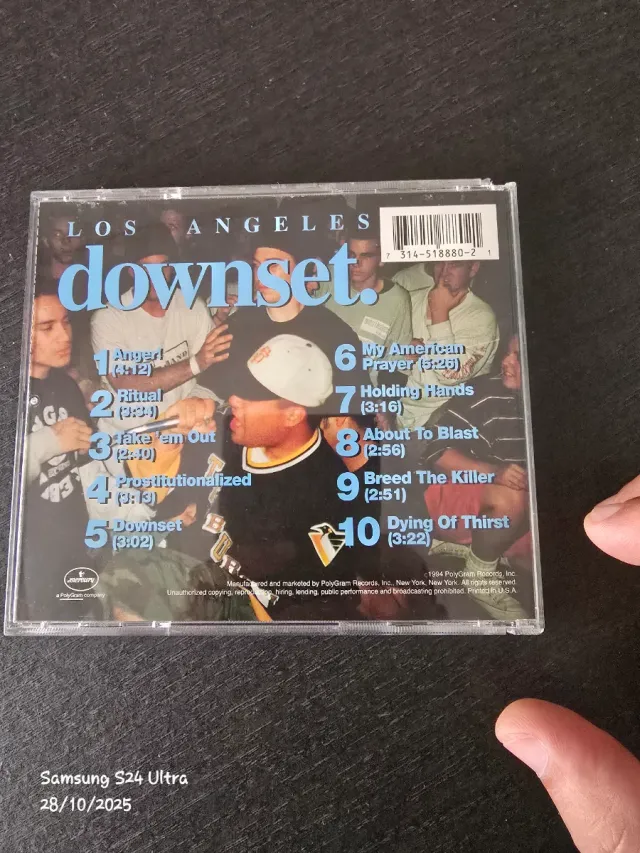 LOS ANGELES
downset.
7 314-518880-2 1
1 Anger!
(4:12)
2 Ritual
(3:34)
3 Take 'em Out
(2:40)
4 Prostitutionalized
(3:13)
5 Downset
(3:02)
6 My American
Prayer (5:26)
7 Holding Hands
(3:16)
8 About To Blast
(2:56)
9 Breed The Killer
(2:51)
10 Dying Of Thirst
(3:22)
mercury
a PolyGram company
©1994 PolyGram Records, Inc.
Manufactured and marketed by PolyGram Records, Inc., New York, New York. All rights reserved.
Unauthorized copying, reproduction, hiring, lending, public performance and broadcasting prohibited. Printed in U.S.A.
Samsung S24 Ultra
28/10/2025